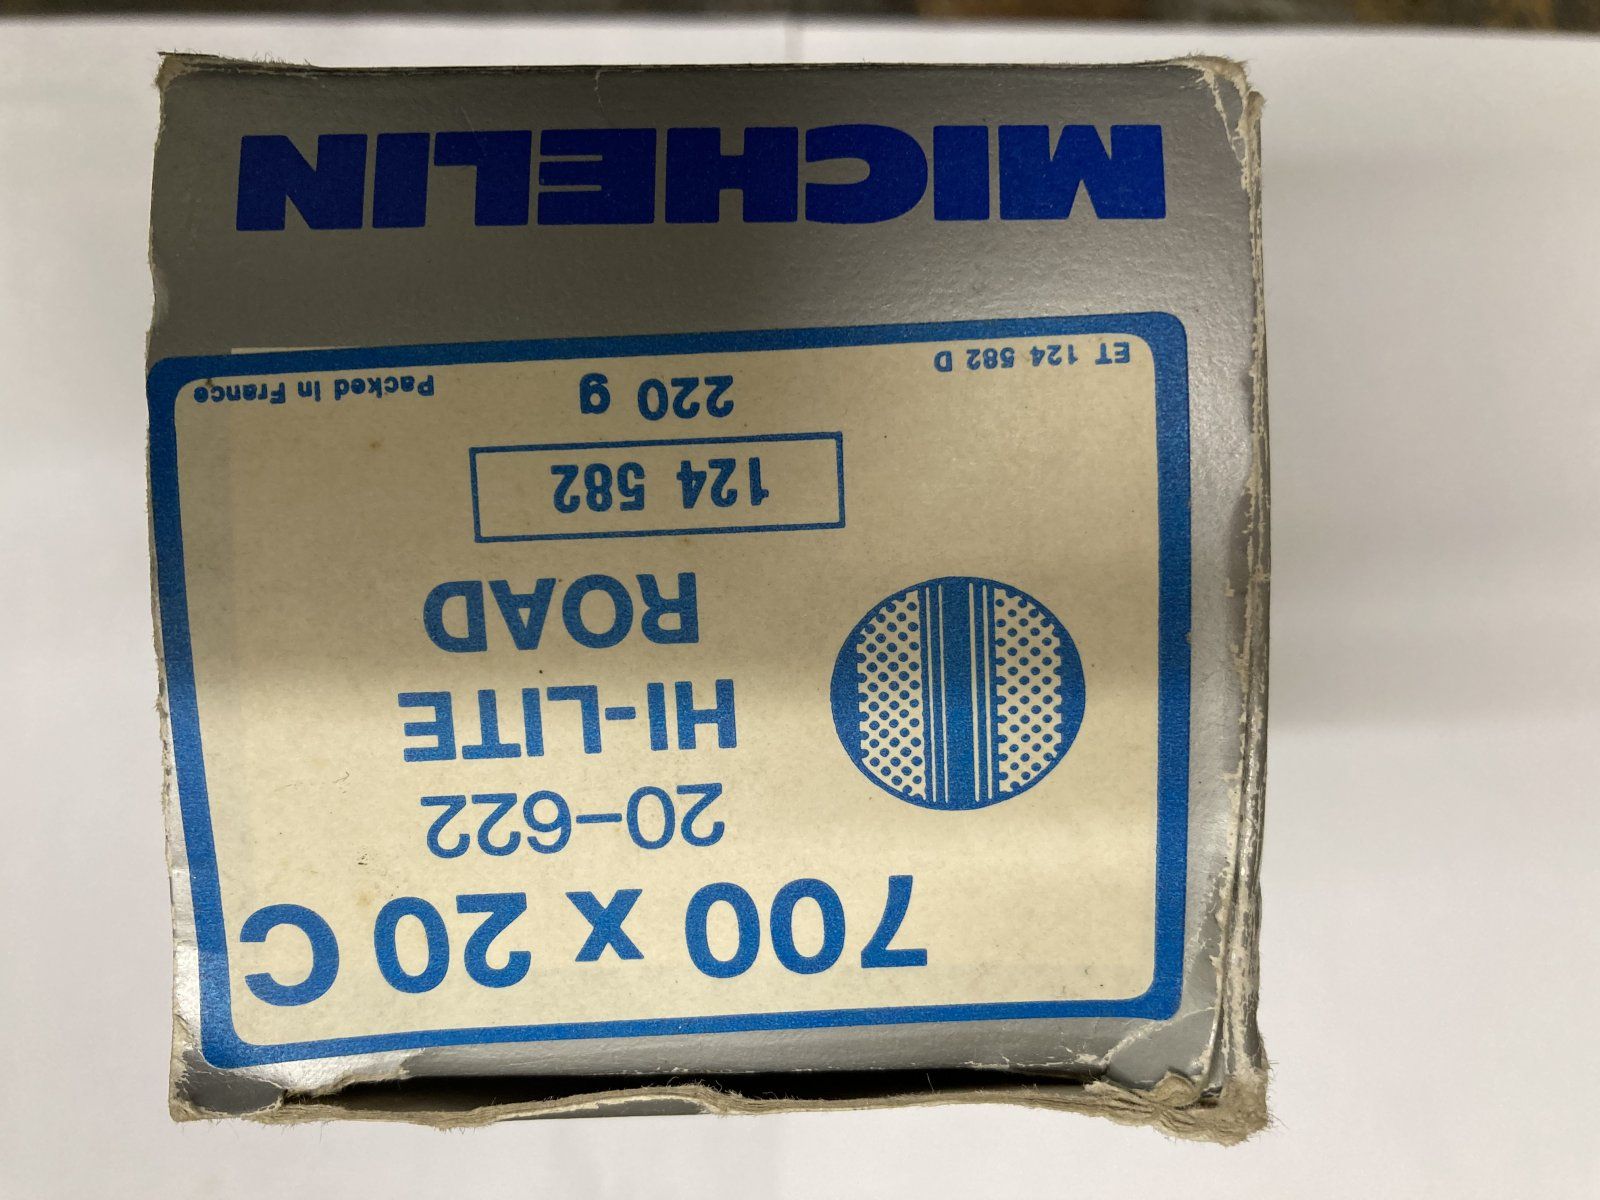 700 x 20 C
20-622
HI-LITE
ROAD
124 582
220 g
ET 124 582 D
Packed in France
MICHELIN